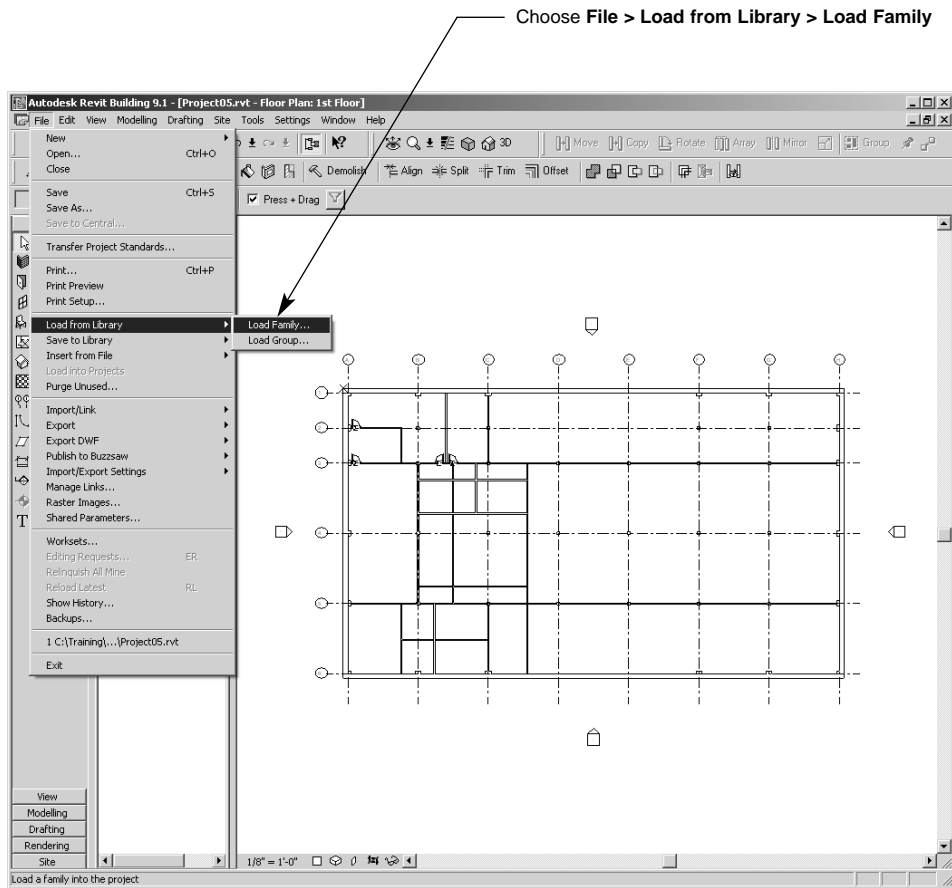 Choose File > Load from Library > Load Family
Autodesk Revit Building 9.1 - [Project05.rvt - Floor Plan: 1st Floor]
File Edit View Modelling Drafting Site Tools Settings Window Help
3D Move Copy Rotate Array Mirror Group
Demolish Align Split Trim Offset
Press + Drag
New
Open... Ctrl+O
Close
Save Ctrl+S
Save As...
Save to Central...
Transfer Project Standards...
Print... Ctrl+P
Print Preview
Print Setup...
Load from Library
Load Family...
Load Group...
Save to Library
Insert from File
Load into Projects
Purge Unused...
Import/Link
Export
Export DWF
Publish to Buzzsaw
Import/Export Settings
Manage Links...
Raster Images...
Shared Parameters...
Worksets...
Editing Requests... ER
Relinquish All Mine
Reload Latest RL
Show History...
Backups...
1 C:\Training\...\Project05.rvt
Exit
View
Modelling
Drafting
Rendering
Site
1/8" = 1'-0"
Load a family into the project